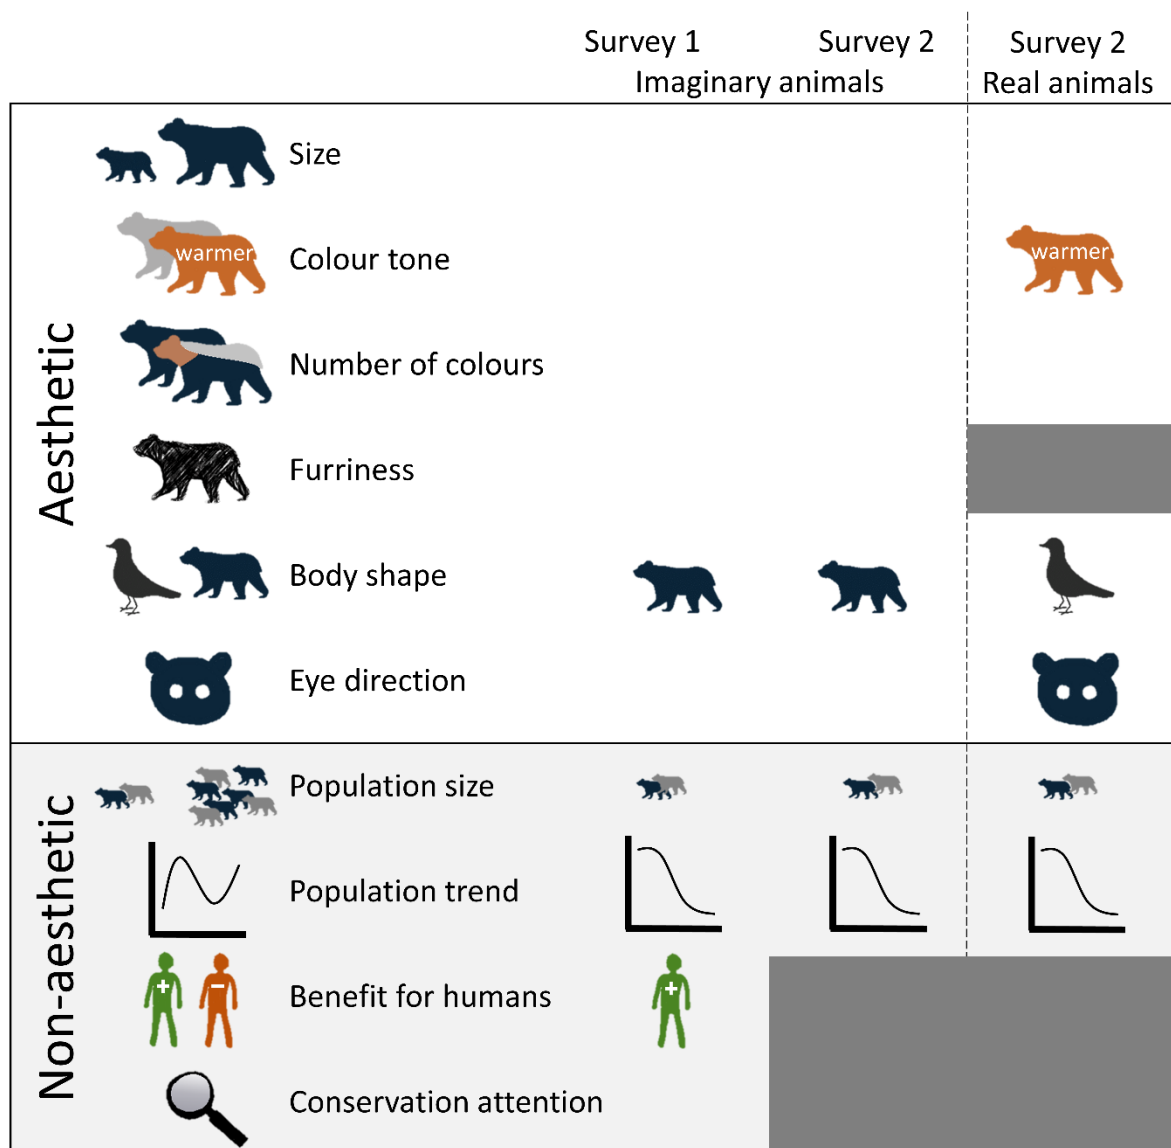 Survey 1
Survey 2
Survey 2
Imaginary animals
Real animals
Aesthetic
Size
warmer
Colour tone
warmer
Number of colours
Furriness
Body shape
Eye direction
Non-aesthetic
Population size
Population trend
+
−
Benefit for humans
+
Conservation attention